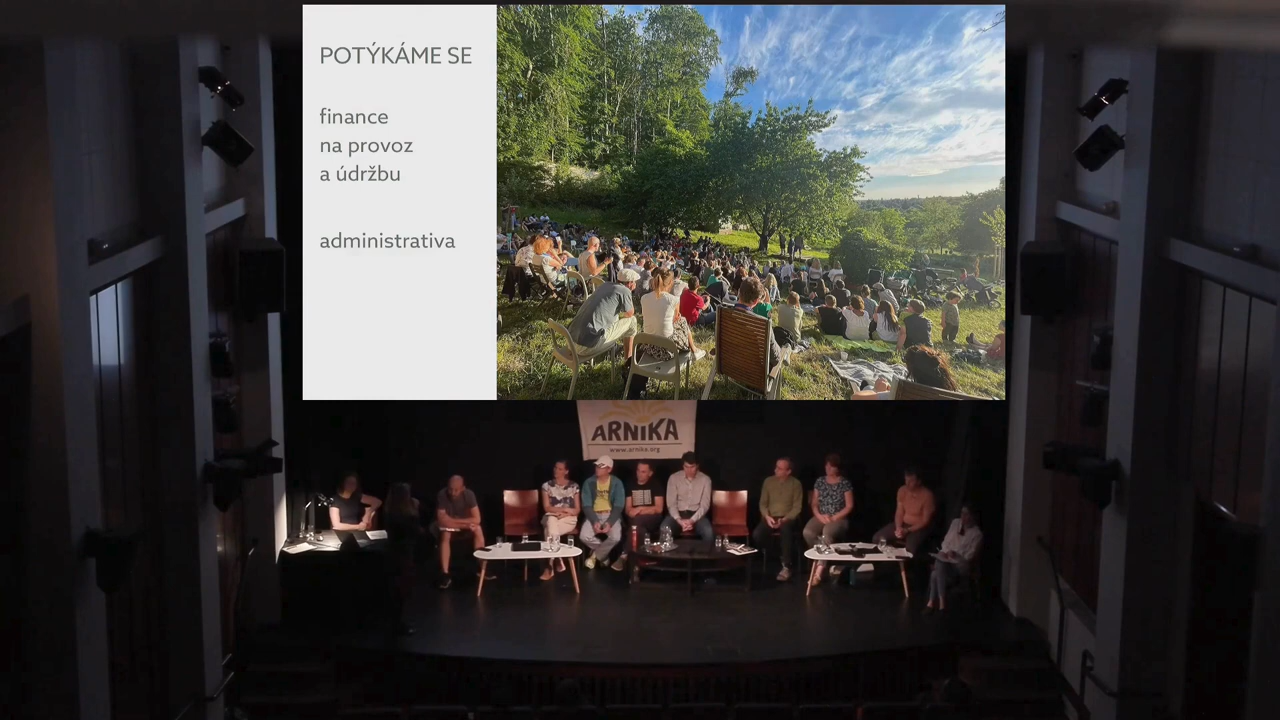 POTÝKÁME SE
finance
na provoz
a údržbu
administrativa
ARNIKA
www.arnika.org